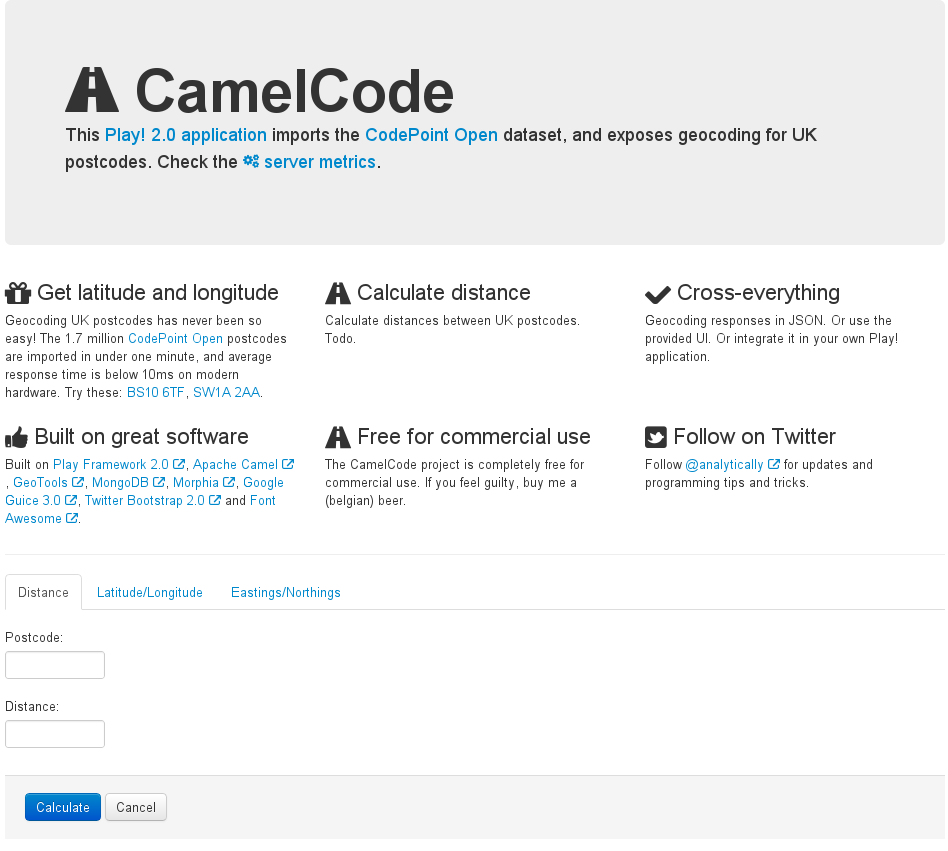 CamelCode
This Play! 2.0 application imports the CodePoint Open dataset, and exposes geocoding for UK
postcodes. Check the server metrics.
Get latitude and longitude
Geocoding UK postcodes has never been so
easy! The 1.7 million CodePoint Open postcodes
are imported in under one minute, and average
response time is below 10ms on modern
hardware. Try these: BS10 6TF, SW1A 2AA.
Calculate distance
Calculate distances between UK postcodes.
Todo.
Cross-everything
Geocoding responses in JSON. Or use the
provided UI. Or integrate it in your own Play!
application.
Built on great software
Built on Play Framework 2.0, Apache Camel
, GeoTools, MongoDB, Morphia, Google
Guice 3.0, Twitter Bootstrap 2.0 and Font
Awesome.
Free for commercial use
The CamelCode project is completely free for
commercial use. If you feel guilty, buy me a
(belgian) beer.
Follow on Twitter
Follow @analytically for updates and
programming tips and tricks.
Distance Latitude/Longitude Eastings/Northings
Postcode:
Distance:
Calculate Cancel